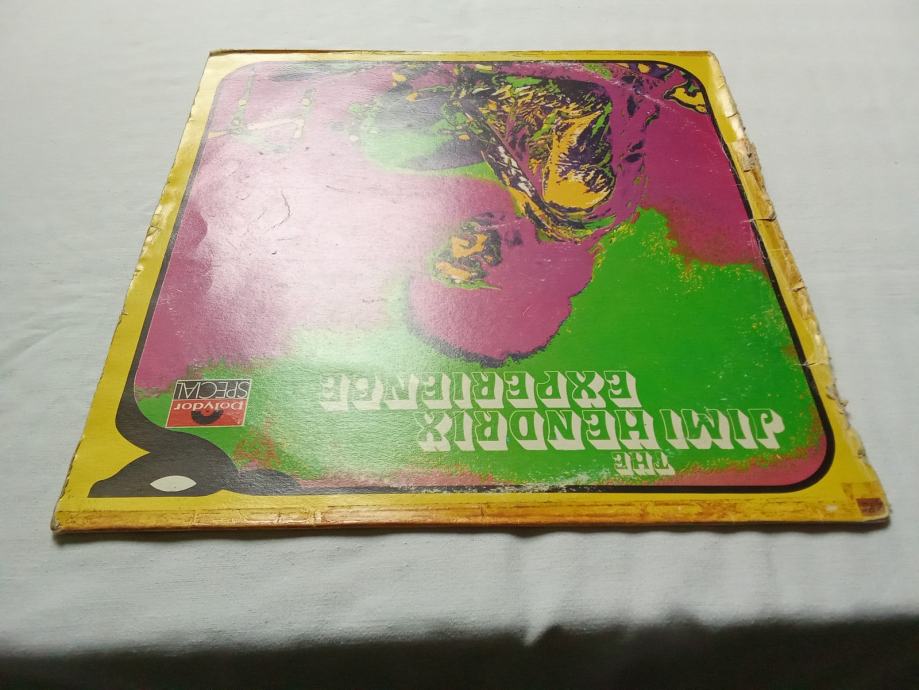 THE
JIMI HENDRIX
EXPERIENCE
Polydor
SPECIAL